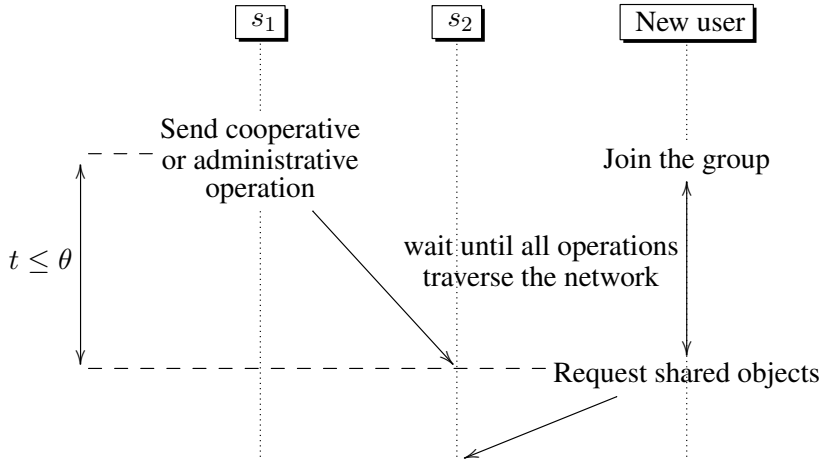 s₁
s₂
New user
Send cooperative
or administrative
operation
Join the group
wait until all operations
traverse the network
t ≤ θ
Request shared objects